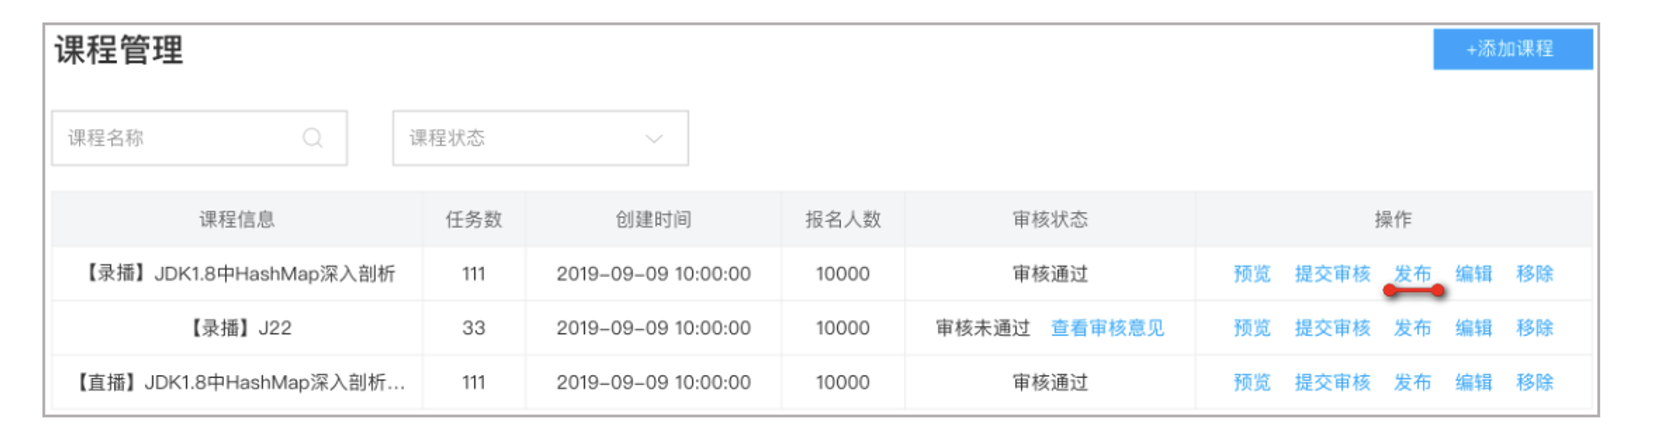 课程管理
+添加课程
课程名称
课程状态
课程信息 任务数 创建时间 报名人数 审核状态 操作
【录播】JDK1.8中HashMap深入剖析 111 2019-09-09 10:00:00 10000 审核通过 预览 提交审核 发布 编辑 移除
【录播】J22 33 2019-09-09 10:00:00 10000 审核未通过 查看审核意见 预览 提交审核 发布 编辑 移除
【直播】JDK1.8中HashMap深入剖析... 111 2019-09-09 10:00:00 10000 审核通过 预览 提交审核 发布 编辑 移除